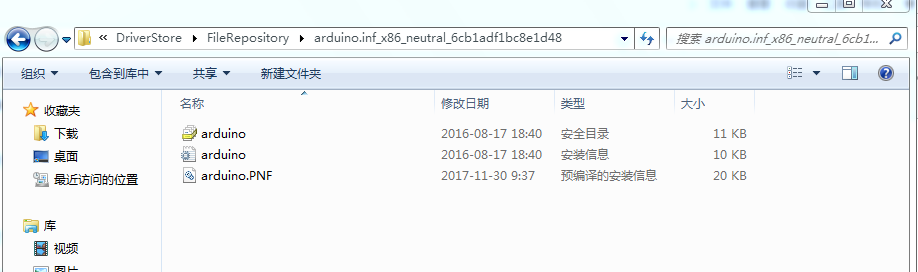 « DriverStore FileRepository arduino.inf_x86_neutral_6cb1adf1bc8e1d48
搜索 arduino.inf_x86_neutral_6cb1...
组织 包含到库中 共享 新建文件夹
名称 修改日期 类型 大小
收藏夹
下载
桌面
最近访问的位置
库
视频
arduino 2016-08-17 18:40 安全目录 11 KB
arduino 2016-08-17 18:40 安装信息 10 KB
arduino.PNF 2017-11-30 9:37 预编译的安装信息 20 KB